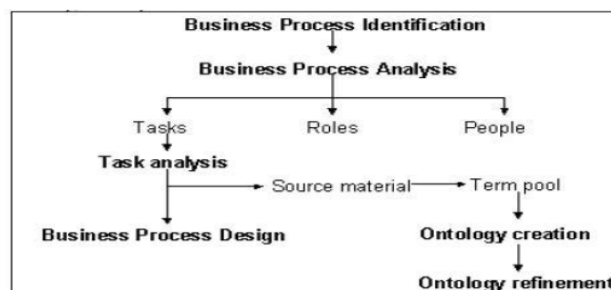 Business Process Identification
Business Process Analysis
Tasks Roles People
Task analysis
Source material Term pool
Business Process Design Ontology creation
Ontology refinement